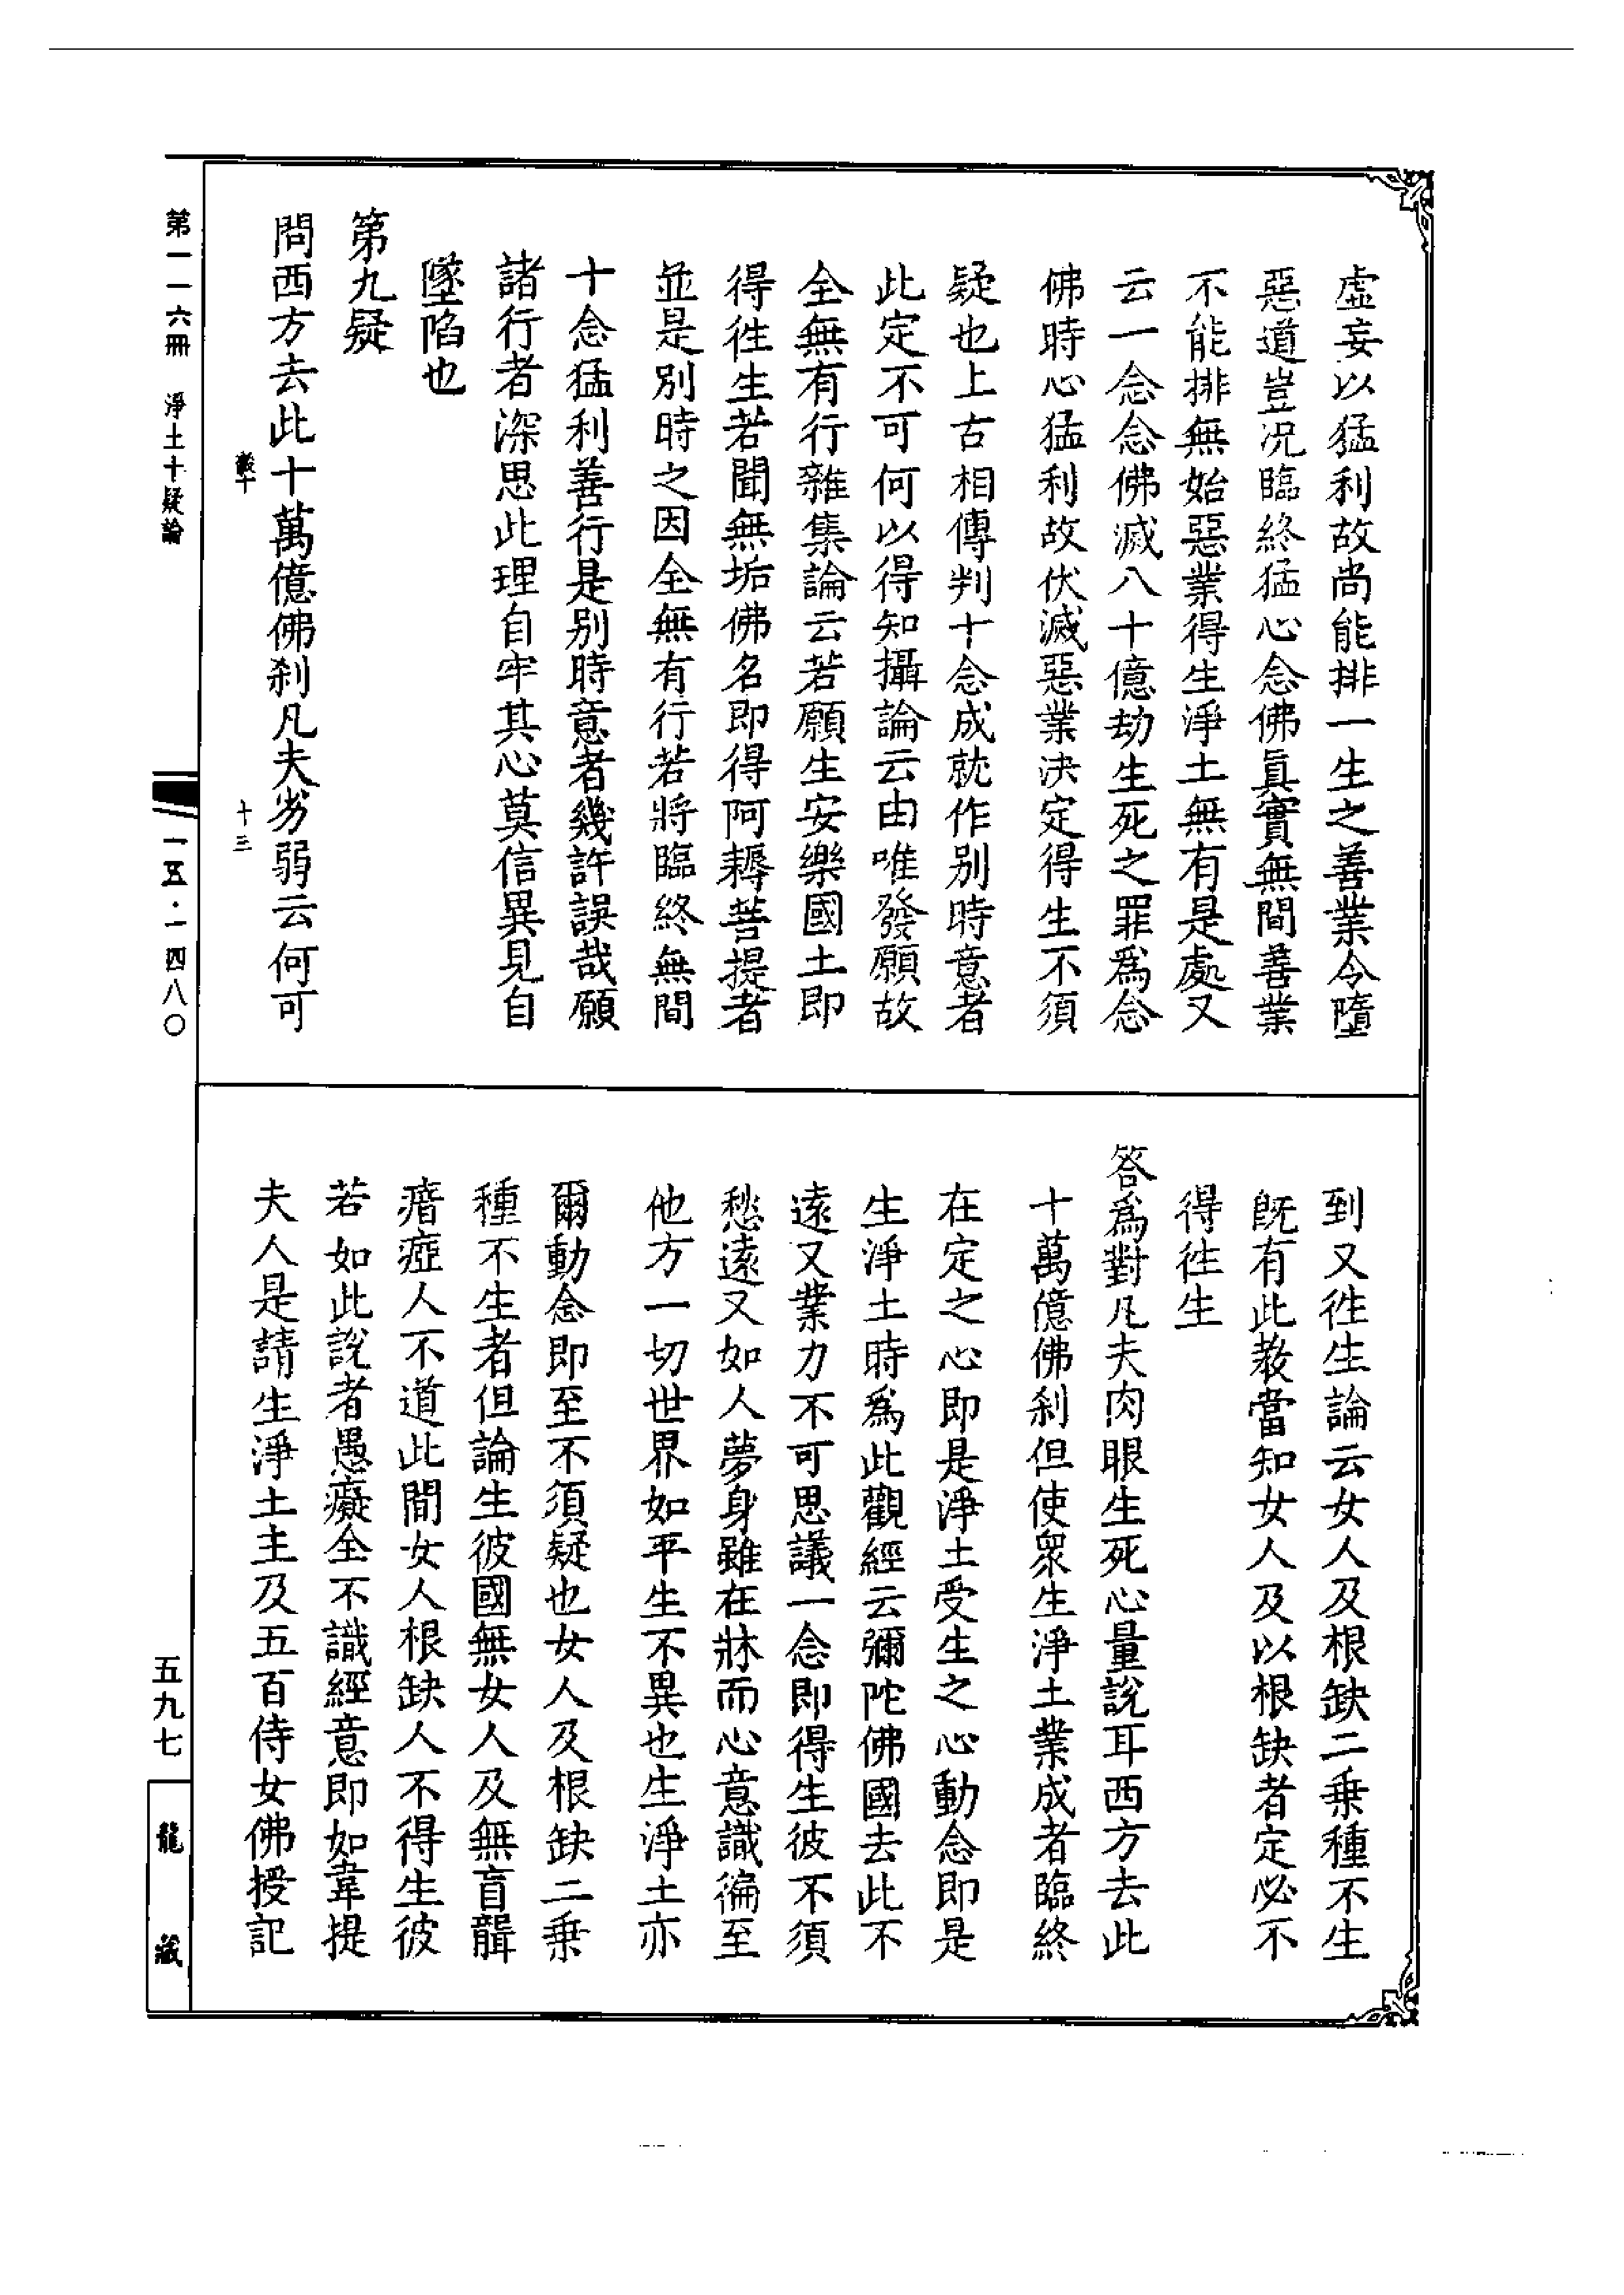 虛妄以猛利故尚能排一生之善業令墮
惡道豈況臨終猛心念佛眞實無間善業
不能排無始惡業得生淨土無有是處又
云一念念佛滅八十億劫生死之罪爲念
佛時心猛利故伏滅惡業決定得生不須
疑也上古相傳判十念成就作別時意者
此定不可何以得知攝論云由唯發願故
全無有行雜集論云若願生安樂國土即
得徃生若聞無垢佛名即得阿耨菩提者
並是別時之因全無有行若將臨終無間
十念猛利善行是別時意者幾許誤哉願
諸行者深思此理自牢其心莫信異見自
墜陷也
第九疑
問西方去此十萬億佛刹凡夫劣弱云何可
十三
到又徃生論云女人及根缺二乗種不生
旣有此教當知女人及以根缺者定必不
得徃生
答爲對凡夫肉眼生死心量說耳西方去此
十萬億佛刹但使衆生淨土業成者臨終
在定之心即是淨土受生之心動念即是
生淨土時爲此觀經云彌陀佛國去此不
遠又業力不可思議一念即得生彼不須
愁遠又如人夢身雖在牀而心意識徧至
他方一切世界如平生不異也生淨土亦
爾動念即至不須疑也女人及根缺二乗
種不生者但論生彼國無女人及無盲聾
瘖瘂人不道此間女人根缺人不得生彼
若如此說者愚癡全不識經意即如韋提
夫人是請生淨土主及五百侍女佛授記
第一一六冊 淨土十疑論
一五·一四八〇
五九七
龍藏